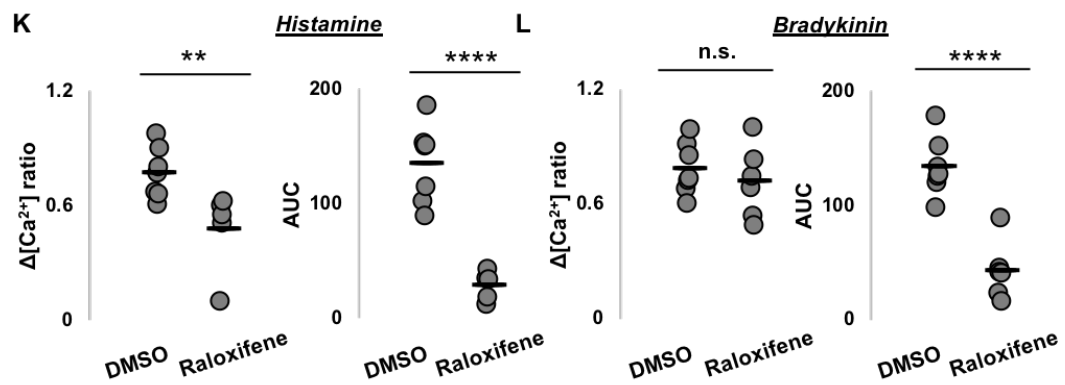 K
Histamine
L
Bradykinin
**
****
n.s.
****
1.2
0.6
0
Δ[Ca²⁺] ratio
DMSO
Raloxifene
200
100
0
AUC
DMSO
Raloxifene
1.2
0.6
0
Δ[Ca²⁺] ratio
DMSO
Raloxifene
200
100
0
AUC
DMSO
Raloxifene